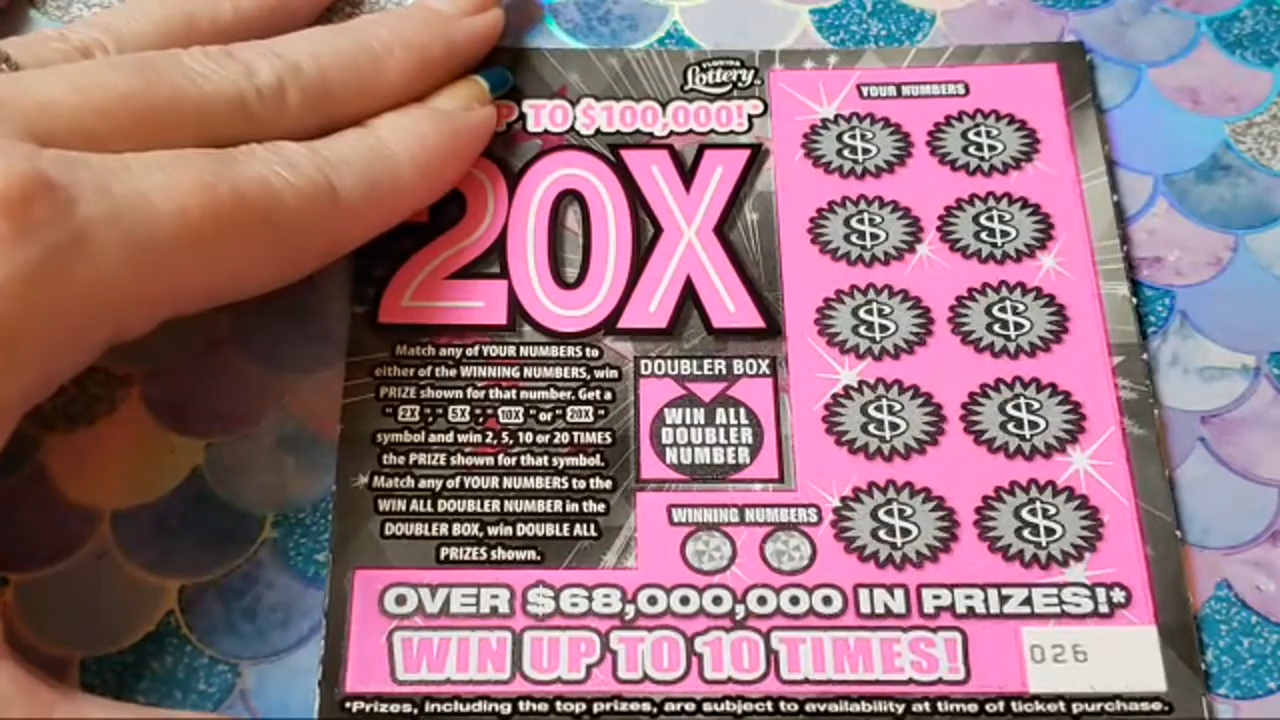 FLORIDA
Lottery
P TO $100,000!*
20X
Match any of YOUR NUMBERS to
either of the WINNING NUMBERS, win
PRIZE shown for that number. Get a
"2X", "5X", "10X" or "20X"
symbol and win 2, 5, 10 or 20 TIMES
the PRIZE shown for that symbol.
Match any of YOUR NUMBERS to the
WIN ALL DOUBLER NUMBER in the
DOUBLER BOX, win DOUBLE ALL
PRIZES shown.
DOUBLER BOX
WIN ALL
DOUBLER
NUMBER
WINNING NUMBERS
YOUR NUMBERS
$ $
$ $
$ $
$ $
$ $
OVER $68,000,000 IN PRIZES!*
WIN UP TO 10 TIMES!
026
*Prizes, including the top prizes, are subject to availability at time of ticket purchase.